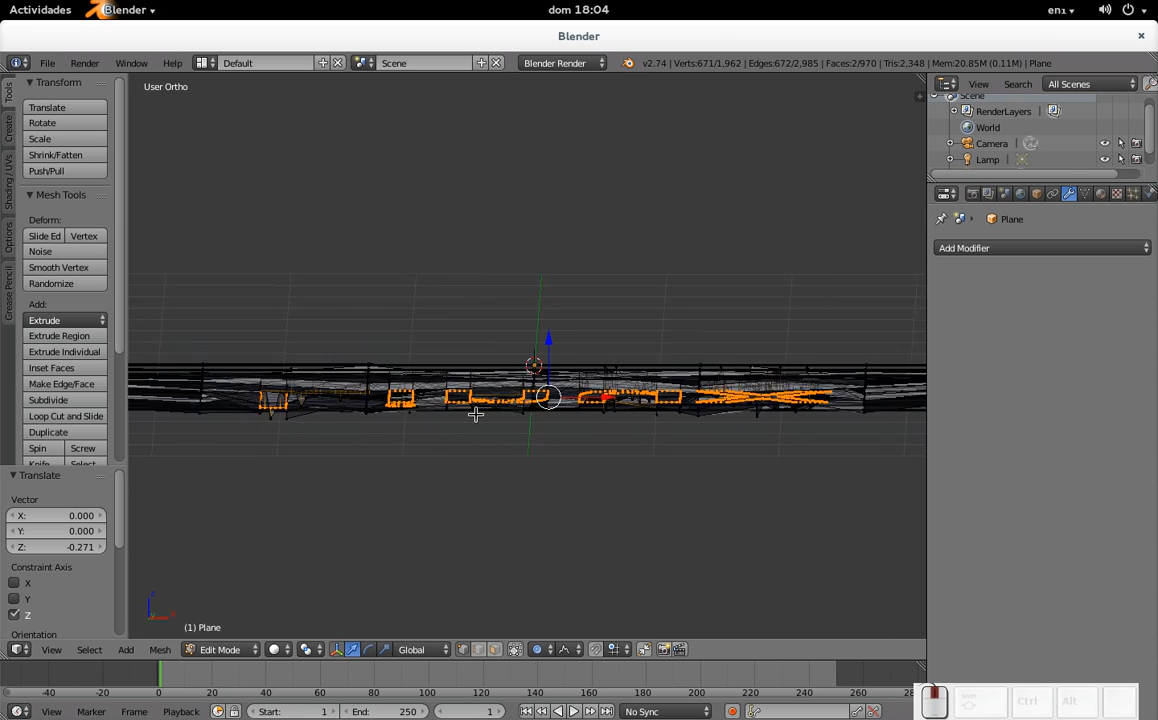 Actividades Blender dom 18:04 en1
Blender
File Render Window Help Default Scene Blender Render v2.74 | Verts:671/1,962 | Edges:672/2,985 | Faces:2/970 | Tris:2,348 | Mem:20.85M (0.11M) | Plane
Tools
Create
Shading / UVs
Options
Grease Pencil
Transform
Translate
Rotate
Scale
Shrink/Fatten
Push/Pull
Mesh Tools
Deform:
Slide Ed Vertex
Noise
Smooth Vertex
Randomize
Add:
Extrude
Extrude Region
Extrude Individual
Inset Faces
Make Edge/Face
Subdivide
Loop Cut and Slide
Duplicate
Spin Screw
Knife Select
Translate
Vector
X: 0.000
Y: 0.000
Z: -0.271
Constraint Axis
X
Y
Z
Orientation
User Ortho
(1) Plane
View Search All Scenes
Scene
RenderLayers
World
Camera
Lamp
Plane
Add Modifier
View Select Add Mesh Edit Mode Global
-40 -20 0 20 40 60 80 100 120 140 160 180 200 220 240 260
View Marker Frame Playback Start: 1 End: 250 1 No Sync
Ctrl Alt